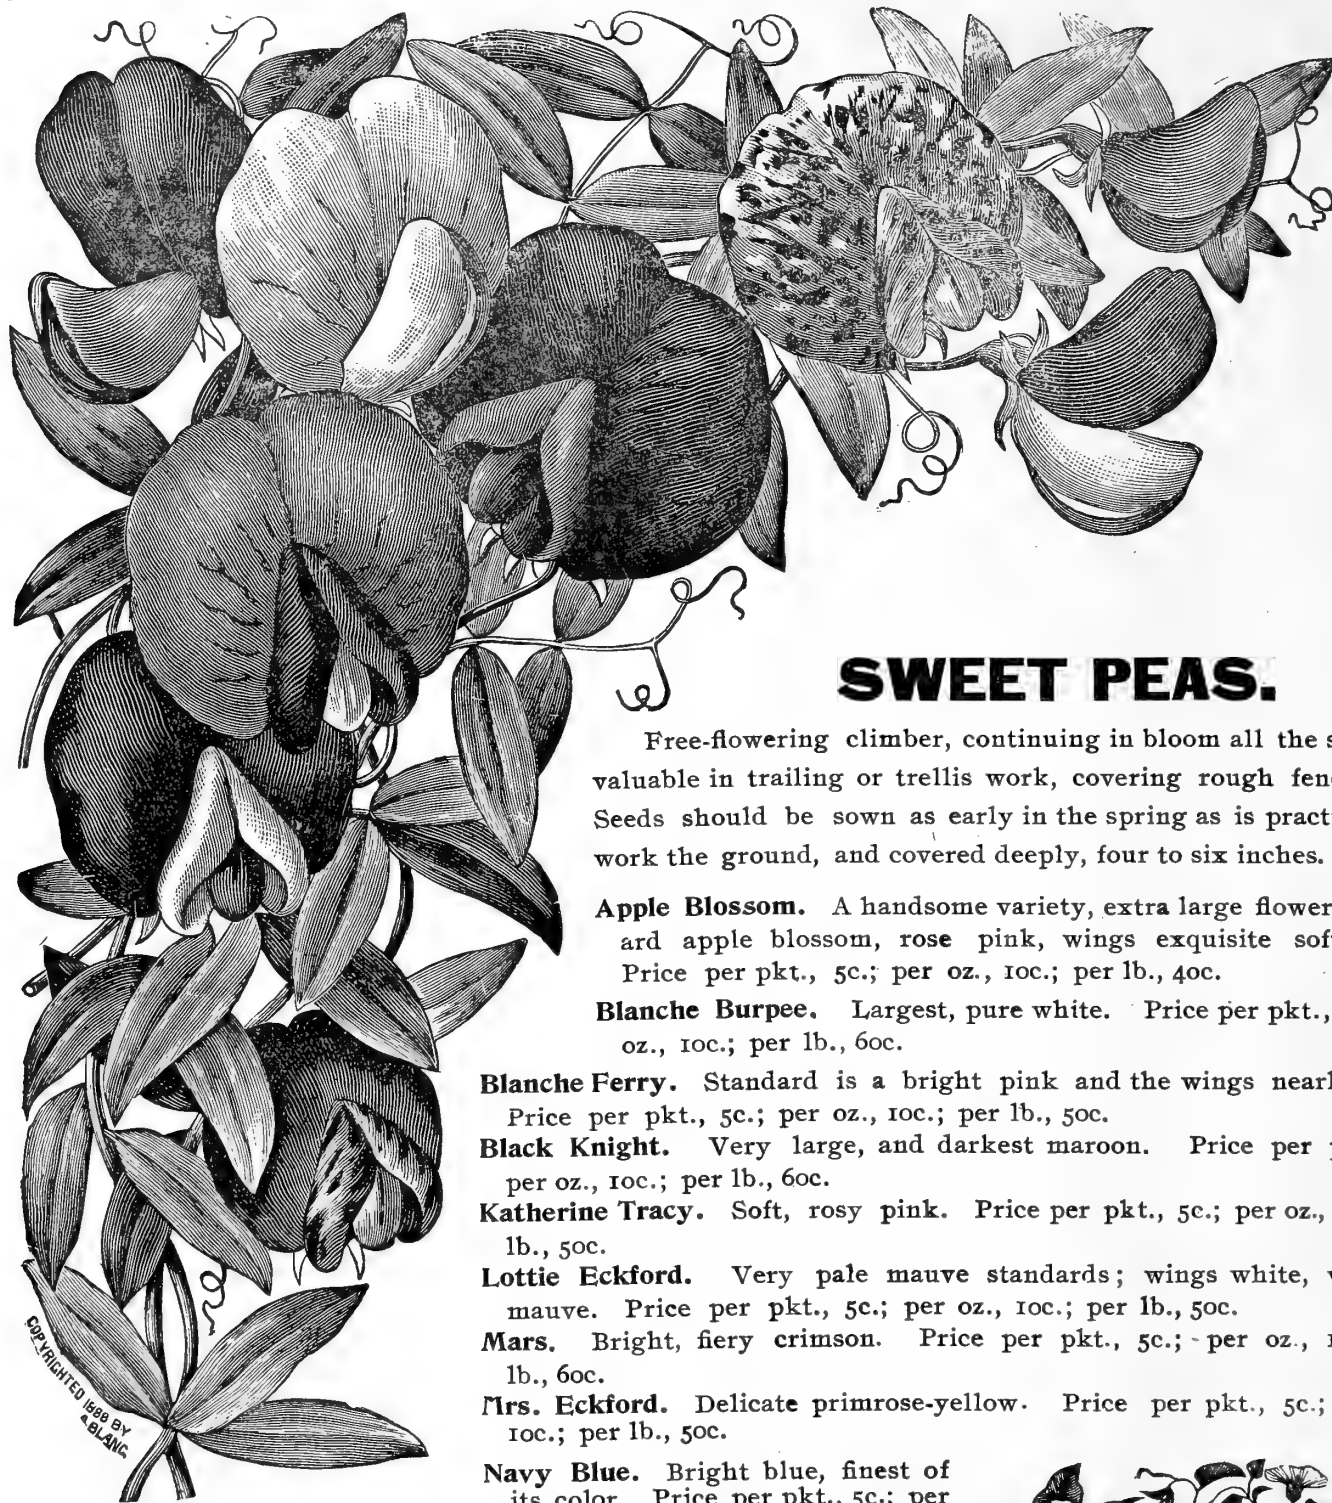 SWEET PEAS.
Free-flowering climber, continuing in bloom all the
valuable in trailing or trellis work, covering rough
Seeds should be sown as early in the spring as is
work the ground, and covered deeply, four to six inches.
Apple Blossom. A handsome variety, extra large
ard apple blossom, rose pink, wings exquisite
Price per pkt., 5c.; per oz., 10c.; per lb., 40c.
Blanche Burpee. Largest, pure white. Price per pkt.,
oz., 10c.; per lb., 60c.
Blanche Ferry. Standard is a bright pink and the wings
Price per pkt., 5c.; per oz., 10c.; per lb., 50c.
Black Knight. Very large, and darkest maroon. Price per
per oz., 10c.; per lb., 60c.
Katherine Tracy. Soft, rosy pink. Price per pkt., 5c.; per oz.,
lb., 50c.
Lottie Eckford. Very pale mauve standards; wings white,
mauve. Price per pkt., 5c.; per oz., 10c.; per lb., 50c.
Mars. Bright, fiery crimson. Price per pkt., 5c.; per oz.,
lb., 60c.
Mrs. Eckford. Delicate primrose-yellow. Price per pkt., 5c.;
10c.; per lb., 50c.
Navy Blue. Bright blue, finest of
its color. Price per pkt., 5c.; per
COPYRIGHTED 1888 BY
A BLANC